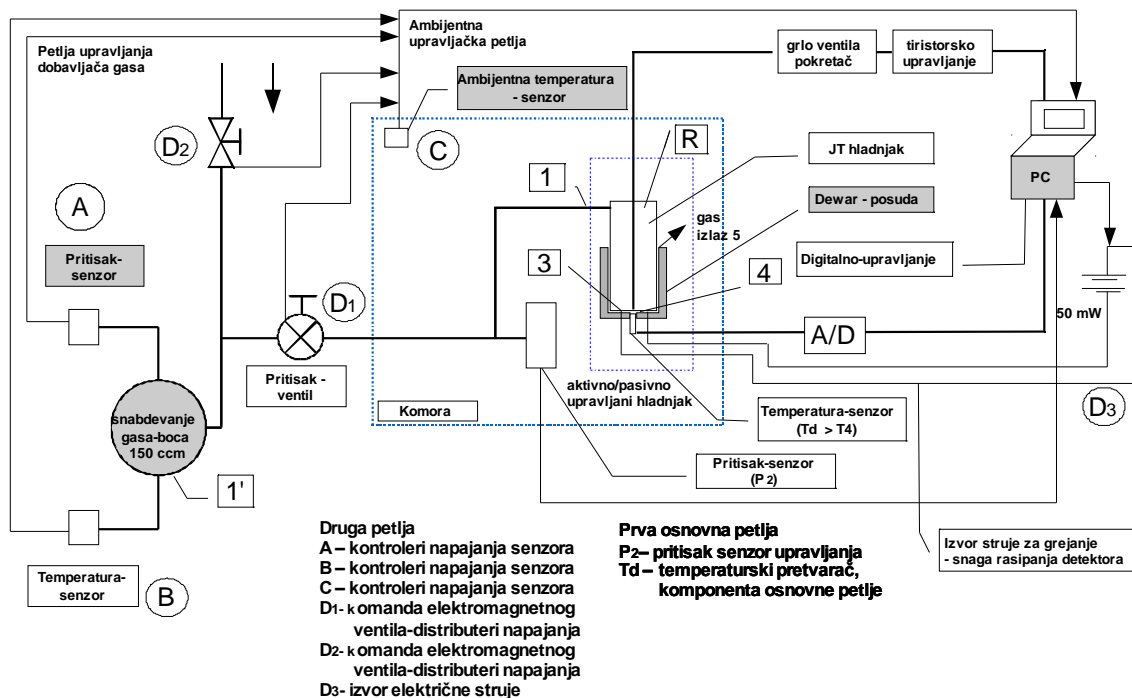 Petlja upravljanja
dobavljača gasa
Ambijentna
upravljačka petlja
Ambijentna temperatura
- senzor
grlo ventila
pokretač
tiristorsko
upravljanje
D2
C
R
JT hladnjak
PC
A
1
Dewar - posuda
gas
izlaz 5
Pritisak-
senzor
3
4
Digitalno-upravljanje
D1
50 mW
A/D
Pritisak -
ventil
aktivno/pasivno
upravljani hladnjak
Komora
Temperatura-senzor
(Td > T4)
D3
snabdevanje
gasa-boca
150 ccm
Pritisak-senzor
(P2)
1'
Izvor struje za grejanje
- snaga rasipanja detektora
Temperatura-
senzor
B
Druga petlja
A – kontroleri napajanja senzora
B – kontroleri napajanja senzora
C – kontroleri napajanja senzora
D1- k omanda elektromagnetnog
ventila-distributeri napajanja
D2- k omanda elektromagnetnog
ventila-distributeri napajanja
D3- izvor električne struje
Prva osnovna petlja
P2– pritisak senzor upravljanja
Td – temperaturski pretvarač,
komponenta osnovne petlje